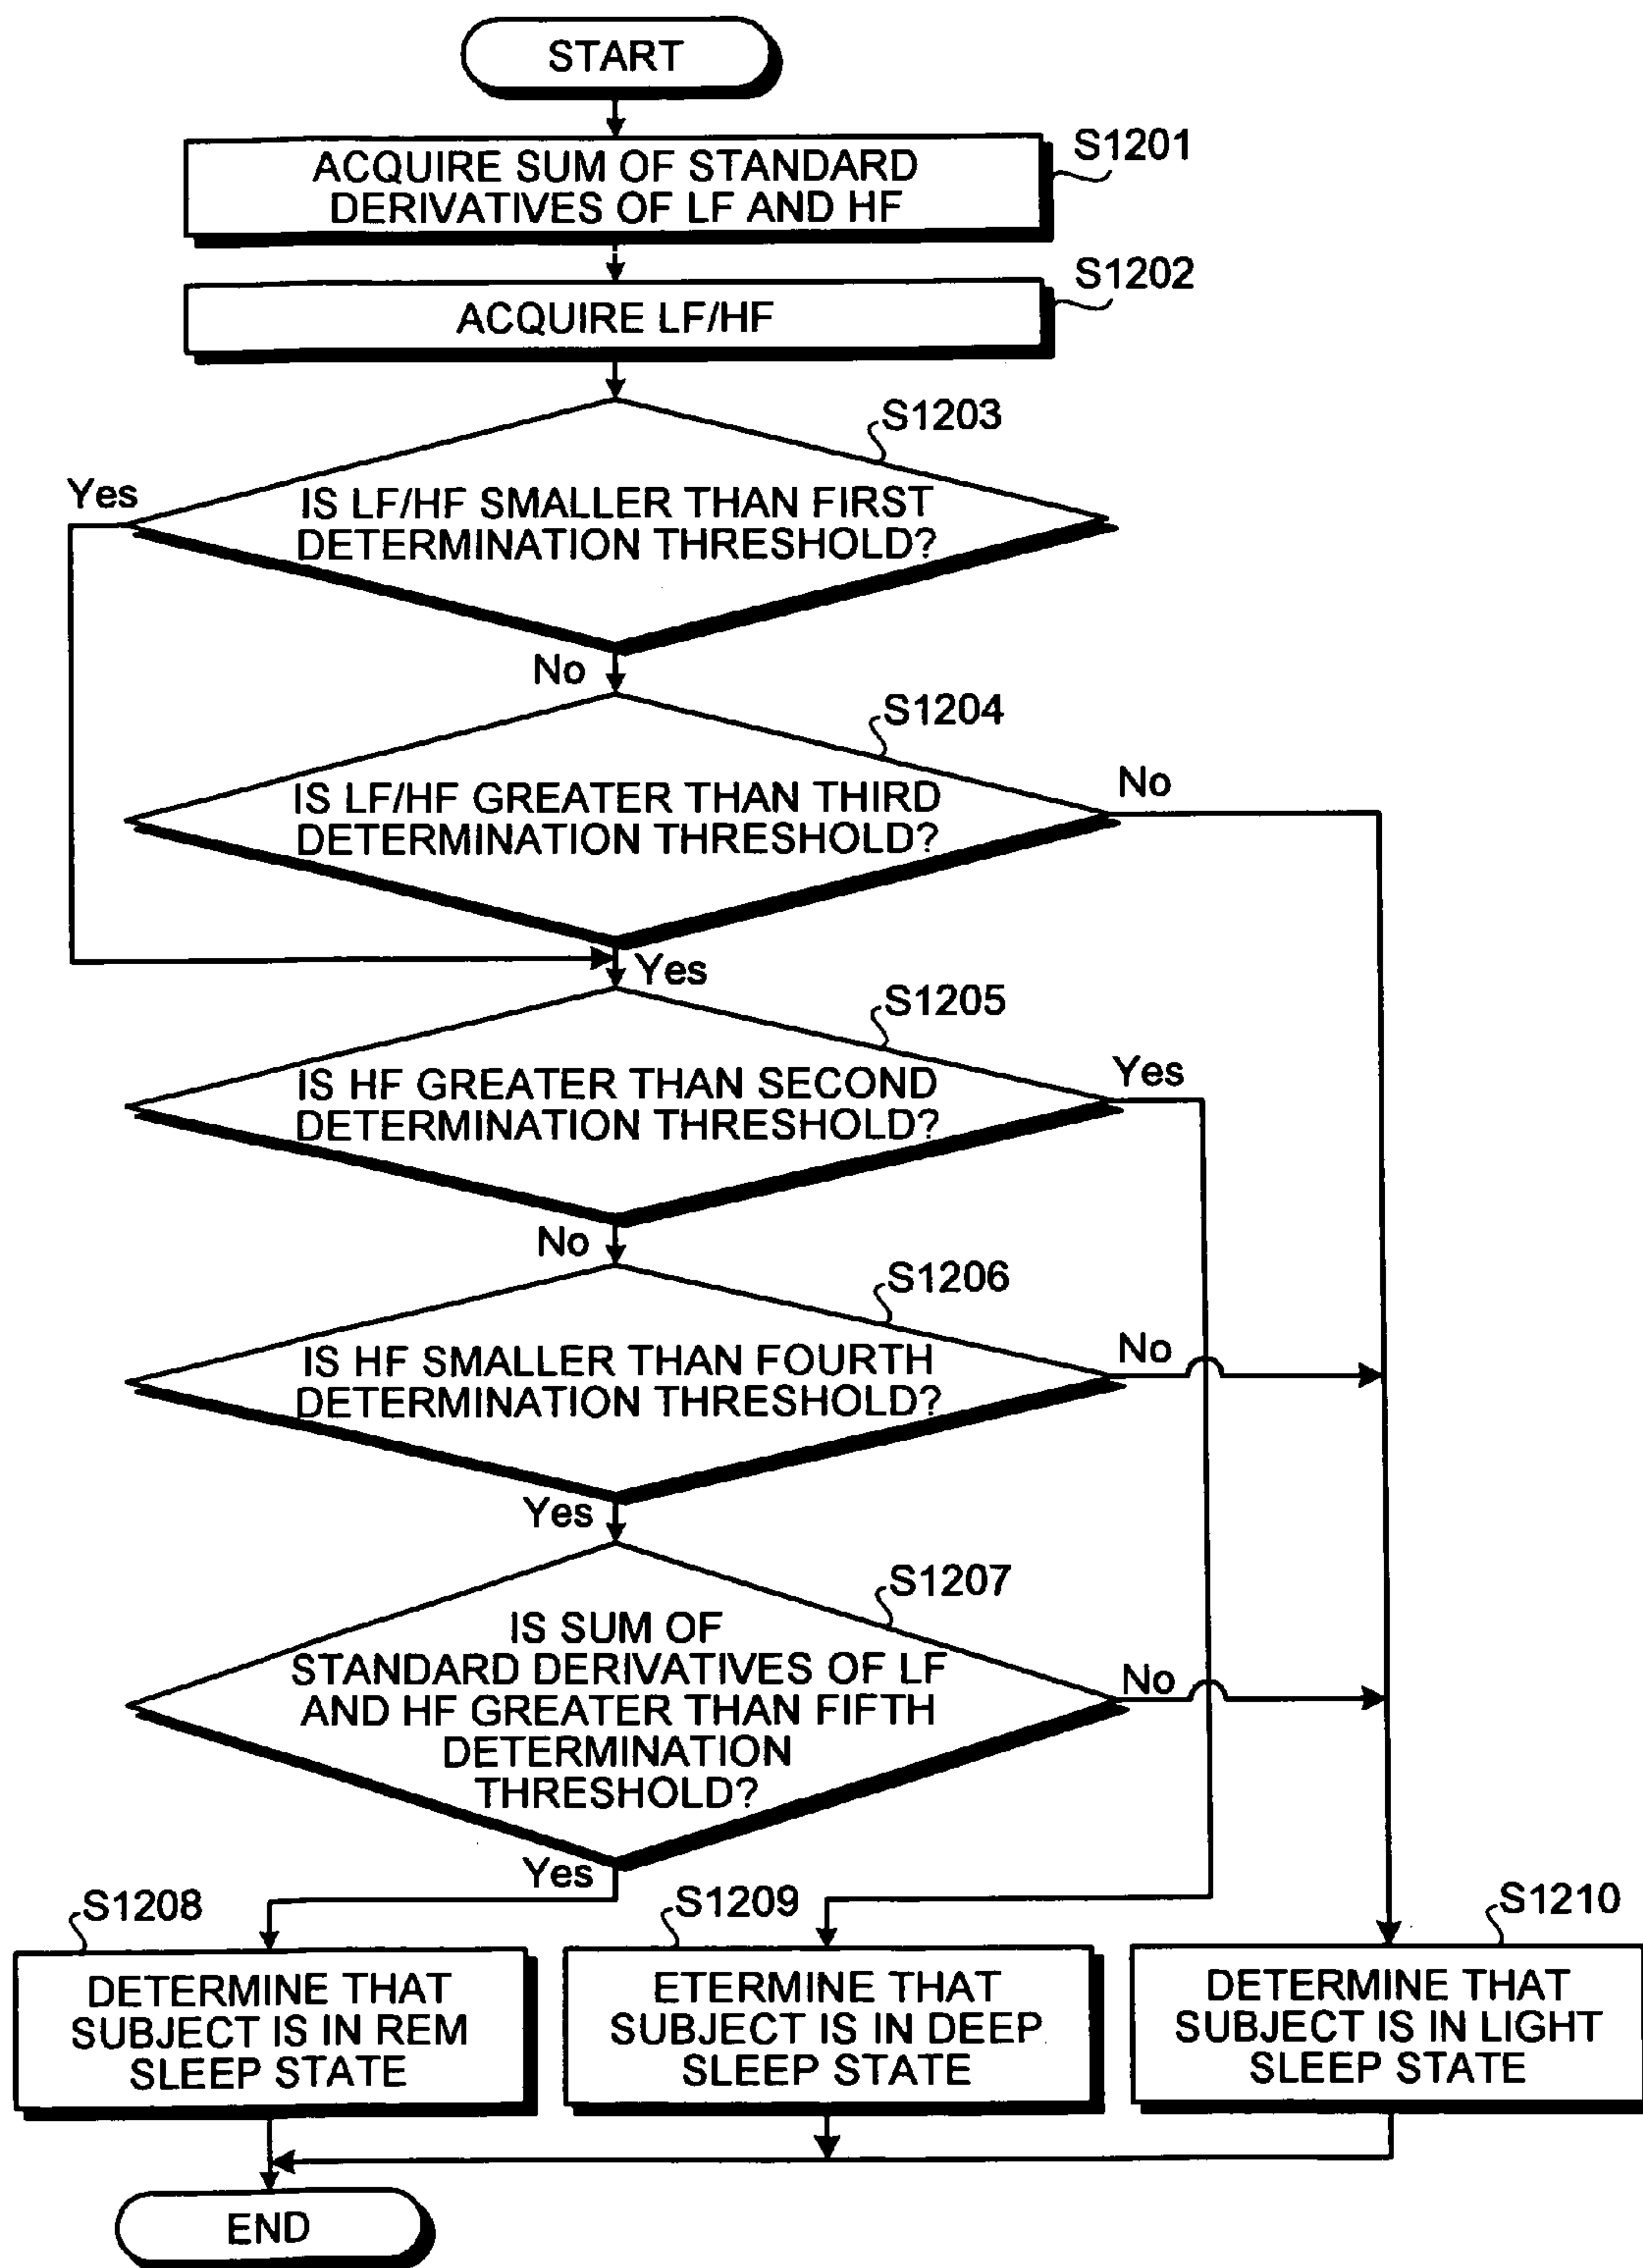 START
S1201
ACQUIRE SUM OF STANDARD
DERIVATIVES OF LF AND HF
S1202
ACQUIRE LF/HF
S1203
Yes
IS LF/HF SMALLER THAN FIRST
DETERMINATION THRESHOLD?
No
S1204
IS LF/HF GREATER THAN THIRD
DETERMINATION THRESHOLD?
No
Yes
S1205
IS HF GREATER THAN SECOND
DETERMINATION THRESHOLD?
Yes
No
S1206
IS HF SMALLER THAN FOURTH
DETERMINATION THRESHOLD?
No
Yes
S1207
IS SUM OF
STANDARD DERIVATIVES OF LF
AND HF GREATER THAN FIFTH
DETERMINATION
THRESHOLD?
No
Yes
S1208
DETERMINE THAT
SUBJECT IS IN REM
SLEEP STATE
S1209
ETERMINE THAT
SUBJECT IS IN DEEP
SLEEP STATE
S1210
DETERMINE THAT
SUBJECT IS IN LIGHT
SLEEP STATE
END